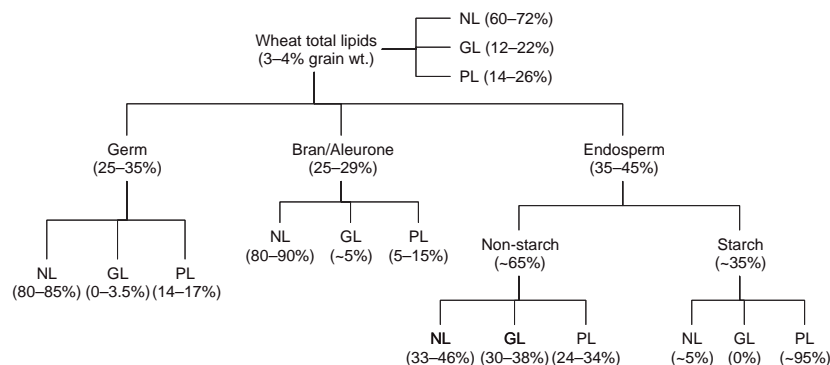 NL (60–72%)
Wheat total lipids
(3–4% grain wt.)
GL (12–22%)
PL (14–26%)
Germ
(25–35%)
Bran/Aleurone
(25–29%)
Endosperm
(35–45%)
NL
(80–85%)
GL
(0–3.5%)
PL
(14–17%)
NL
(80–90%)
GL
(~5%)
PL
(5–15%)
Non-starch
(~65%)
Starch
(~35%)
NL
(33–46%)
GL
(30–38%)
PL
(24–34%)
NL
(~5%)
GL
(0%)
PL
(~95%)